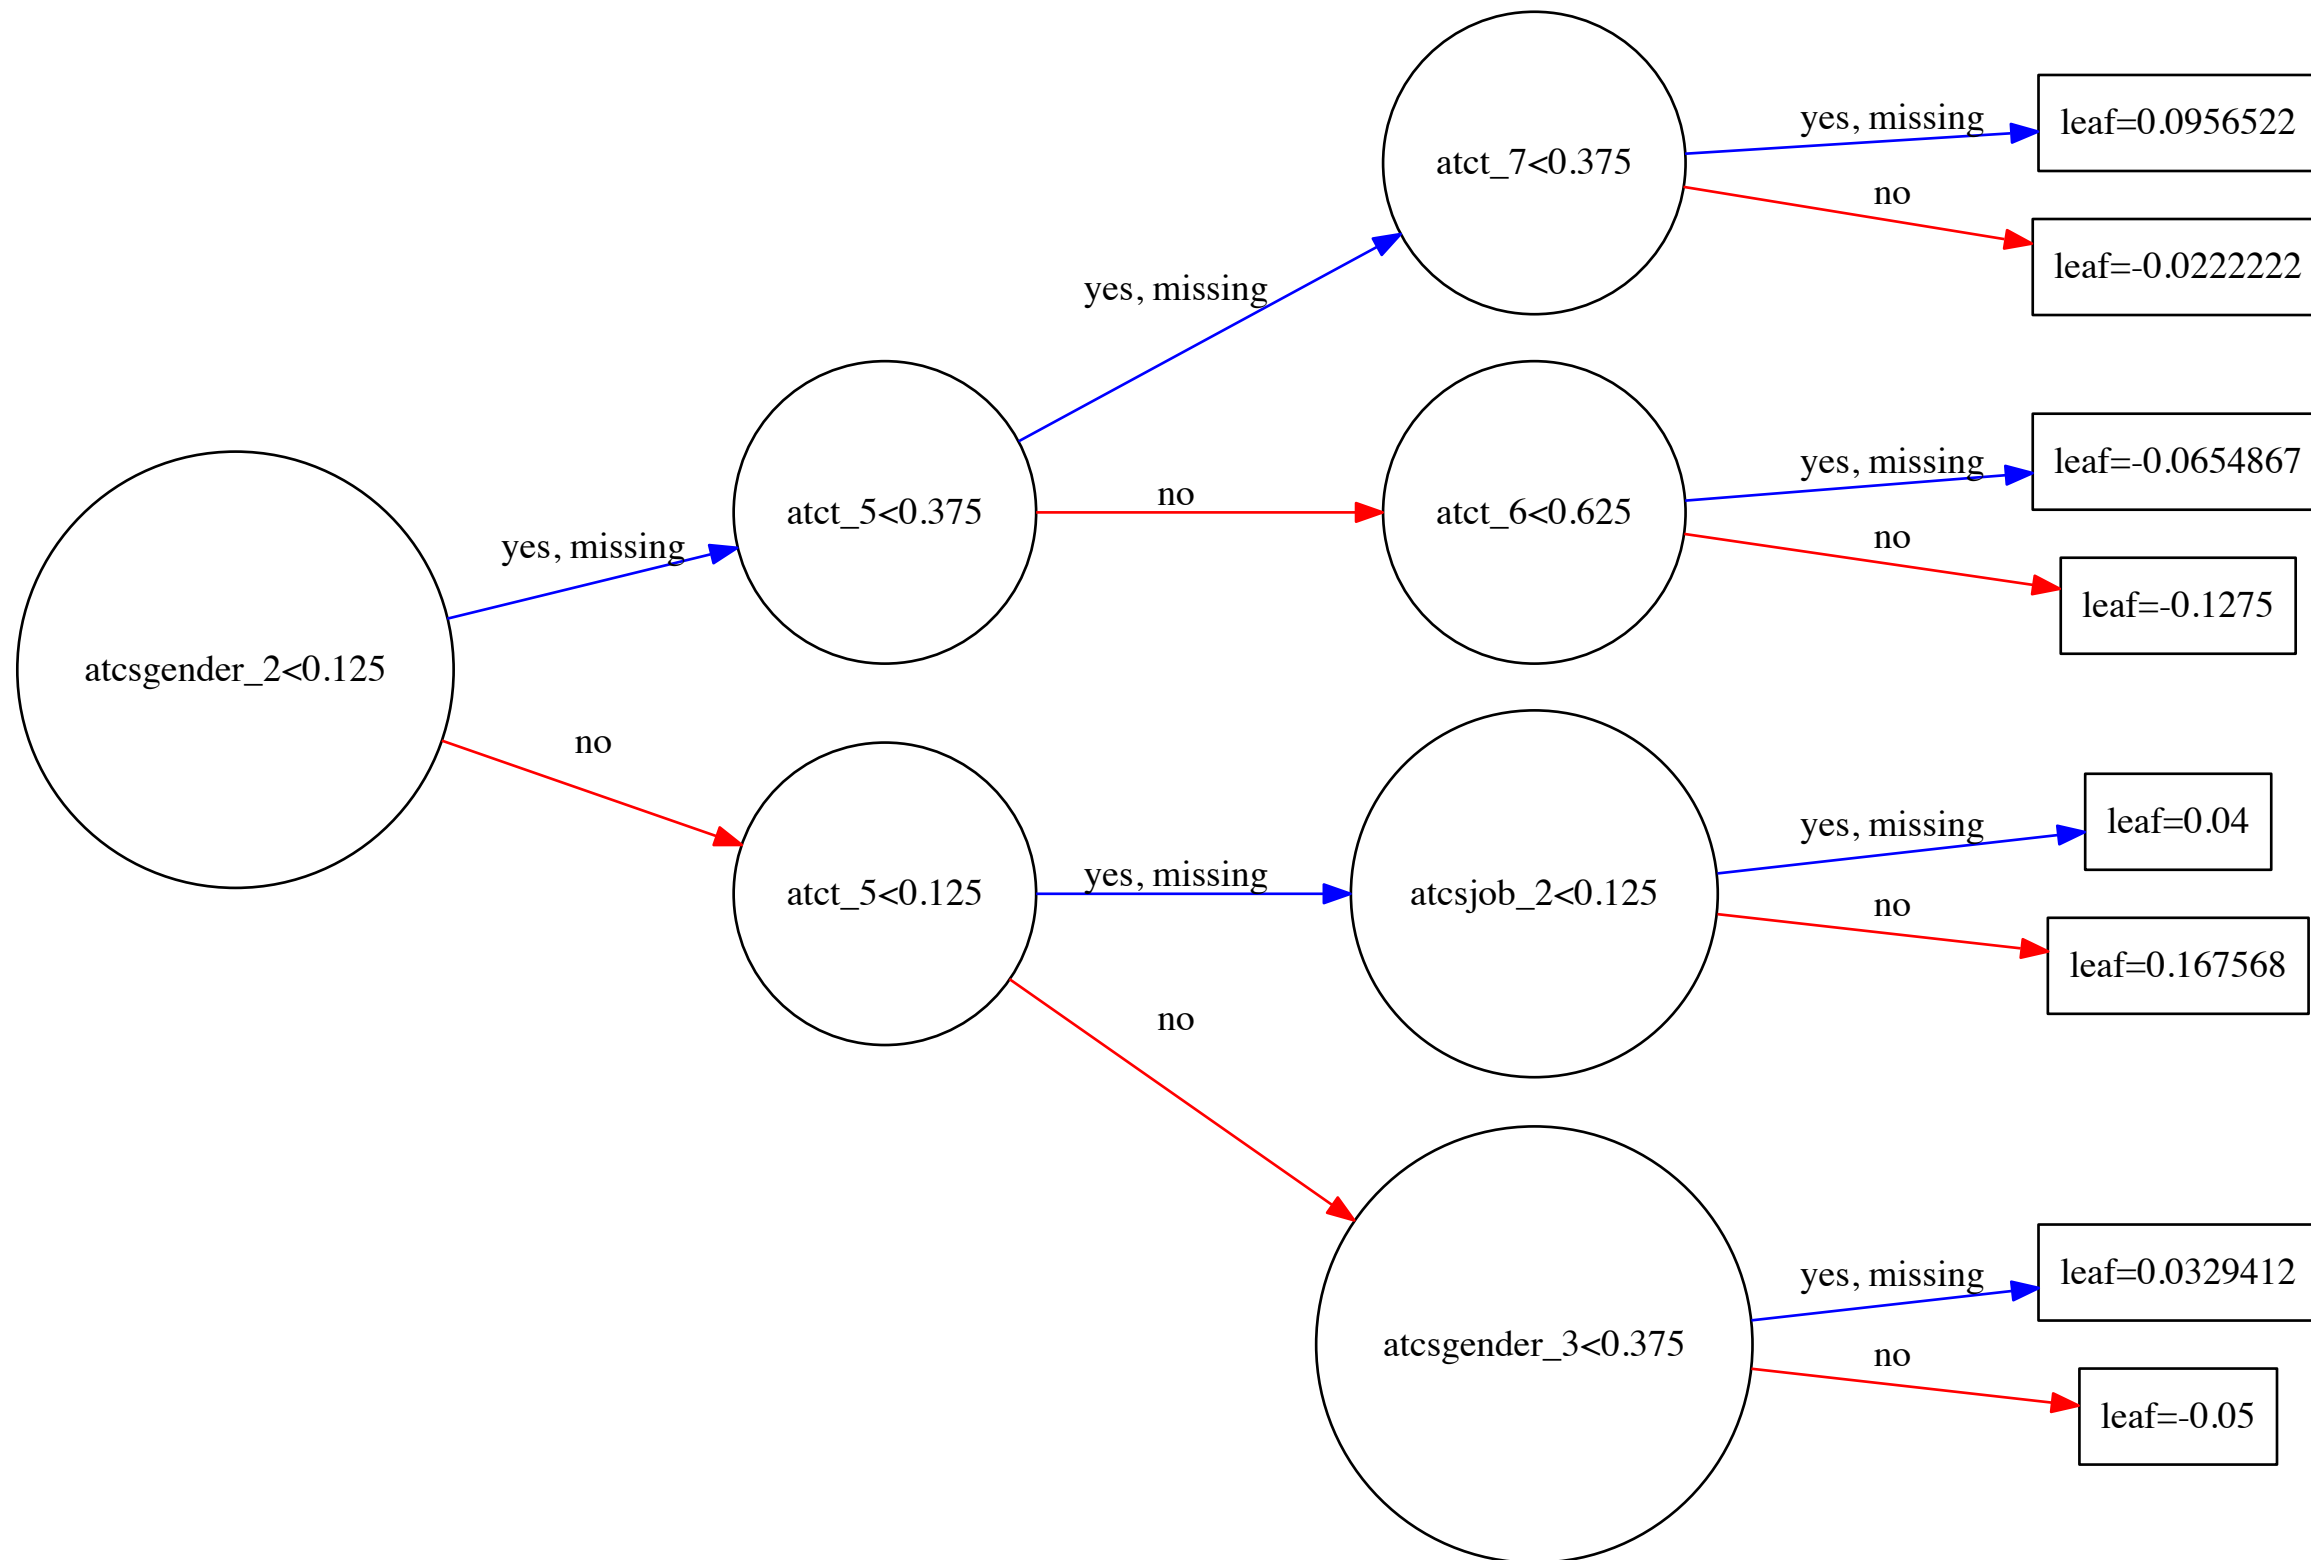 atcsgender_2<0.125
yes, missing
no
atct_5<0.375
yes, missing
no
atct_5<0.125
yes, missing
no
atct_7<0.375
yes, missing
no
atct_6<0.625
yes, missing
no
atcsjob_2<0.125
yes, missing
no
atcsgender_3<0.375
yes, missing
no
leaf=0.0956522
leaf=-0.0222222
leaf=-0.0654867
leaf=-0.1275
leaf=0.04
leaf=0.167568
leaf=0.0329412
leaf=-0.05